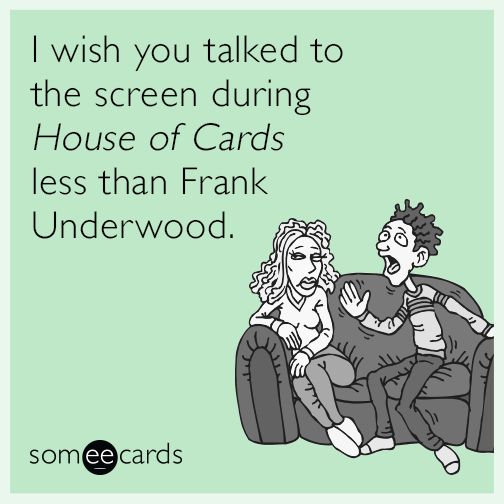 I wish you talked to
the screen during
House of Cards
less than Frank
Underwood.
someecards